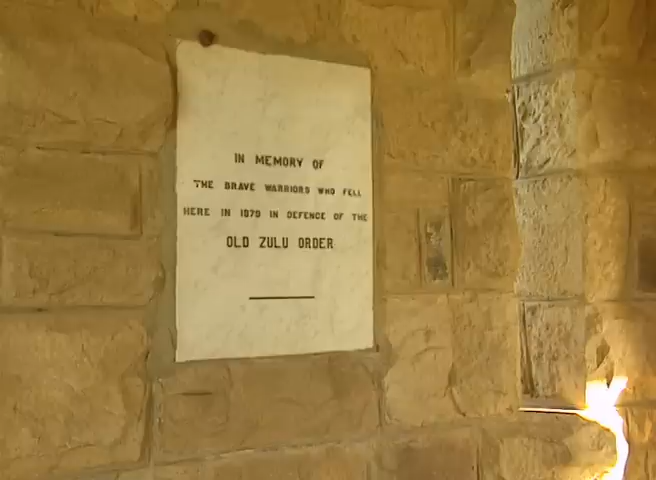 IN MEMORY OF
THE BRAVE WARRIORS WHO FELL
HERE IN 1879 IN DEFENCE OF THE
OLD ZULU ORDER